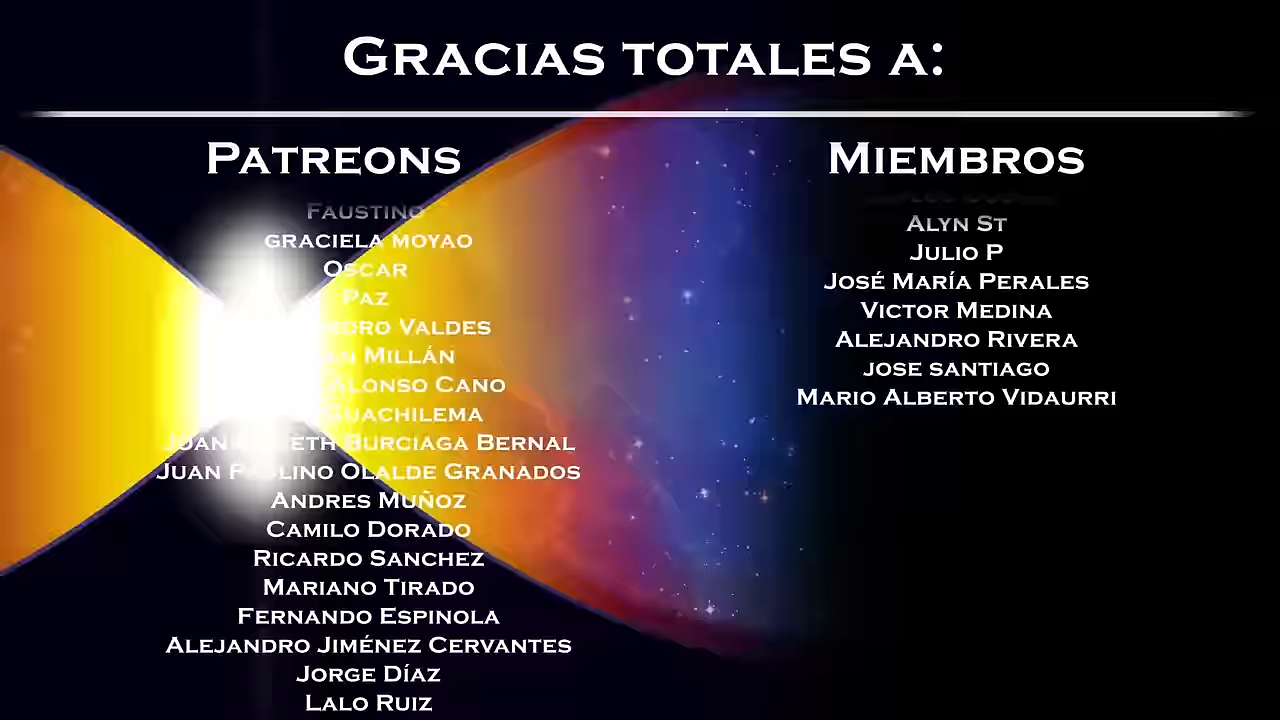 Gracias totales a:
Patreons
Faustino
graciela moyao
Oscar
Paz
Valdes
Millán
Alonso Cano
Guachilema
Burciaga Bernal
Juan Olalde Granados
Andres Muñoz
Camilo Dorado
Ricardo Sanchez
Mariano Tirado
Fernando Espinola
Alejandro Jiménez Cervantes
Jorge Díaz
Lalo Ruiz
Miembros
Alyn St
Julio P
José María Perales
Victor Medina
Alejandro Rivera
jose santiago
Mario Alberto Vidaurri